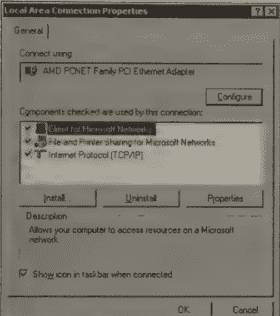 Local Area Connection Properties
General
Connect using
AMD PCNET Family PCI Ethernet Adapter
Configure
Components checked are used by this connection:
Client for Microsoft Networks
File and Printer Sharing for Microsoft Networks
Internet Protocol (TCP/IP)
Install... Uninstall Properties
Description
Allows your computer to access resources on a Microsoft
network.
Show icon in taskbar when connected
OK Cancel